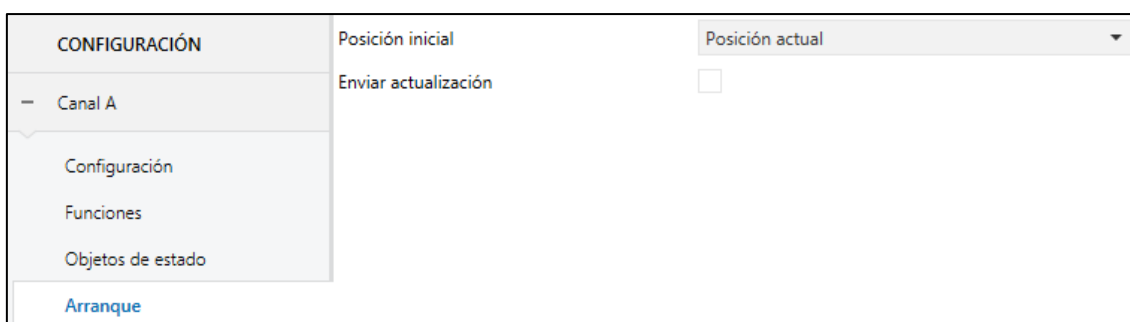 CONFIGURACIÓN
Canal A
Configuración
Funciones
Objetos de estado
Arranque
Posición inicial
Posición actual
Enviar actualización